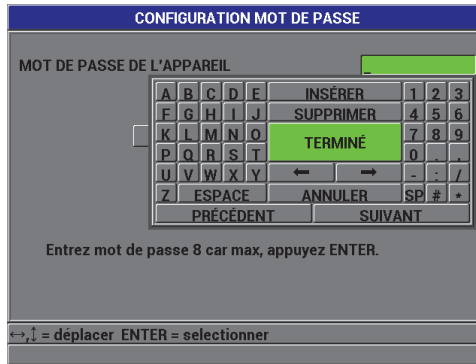 CONFIGURATION MOT DE PASSE
MOT DE PASSE DE L'APPAREIL _
A B C D E INSÉRER 1 2 3
F G H I J SUPPRIMER 4 5 6
K L M N O TERMINÉ 7 8 9
P Q R S T 0 . ,
U V W X Y ← → - : /
Z ESPACE ANNULER SP # *
PRÉCÉDENT SUIVANT
Entrez mot de passe 8 car max, appuyez ENTER.
↔,↕ = déplacer ENTER = selectionner